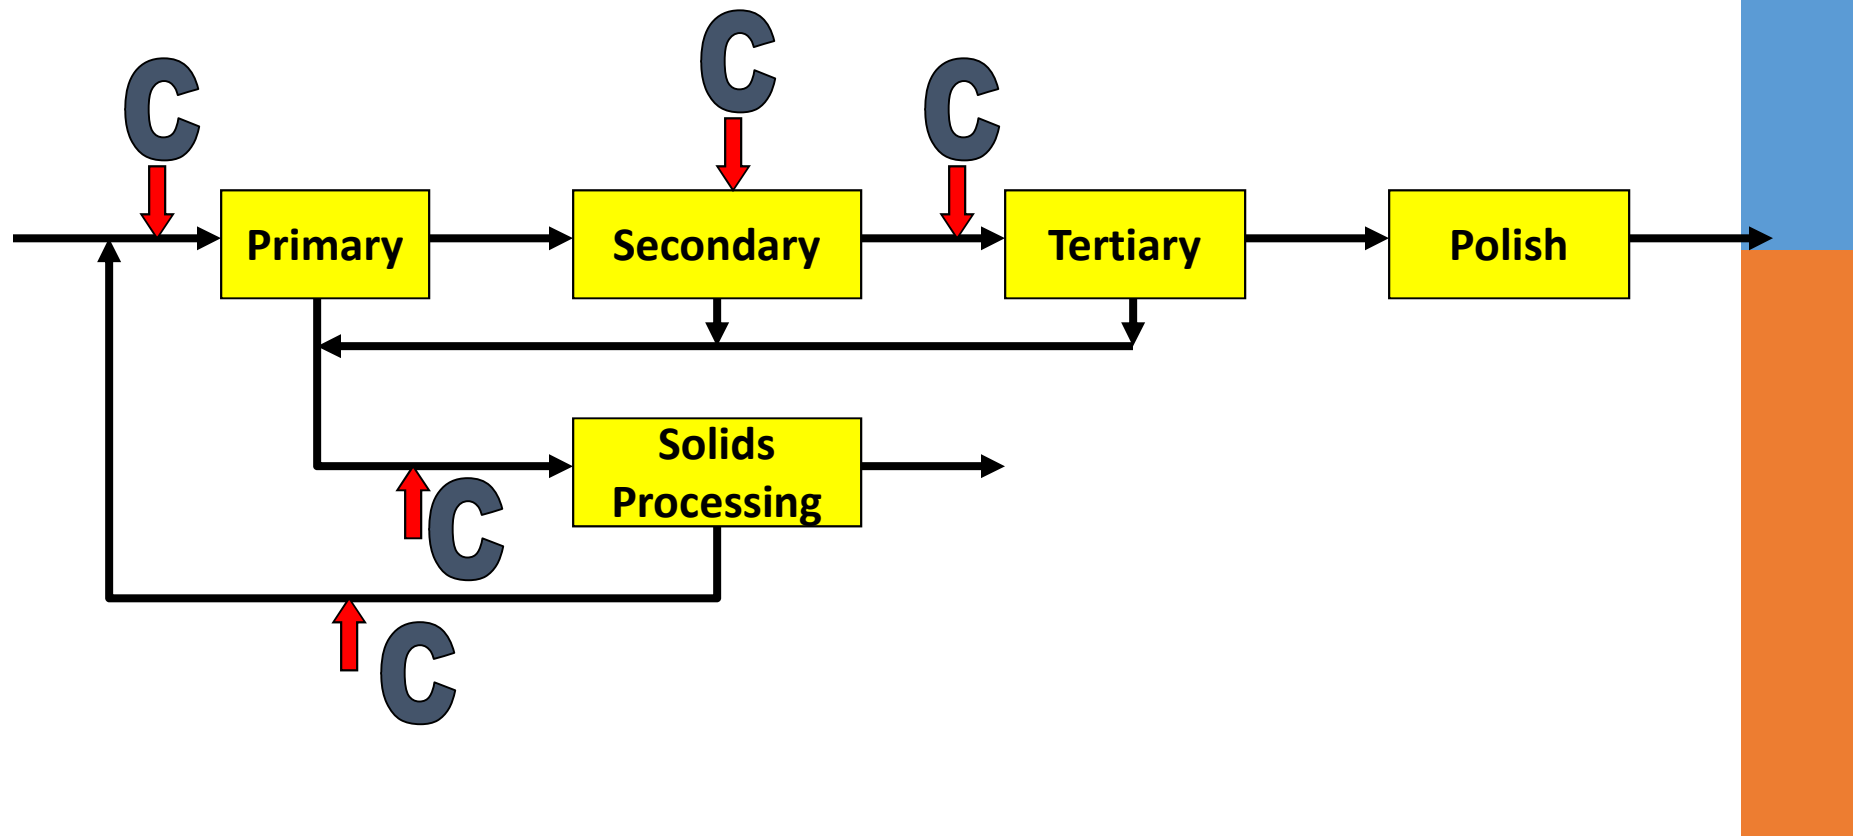 C
C
C
Primary
Secondary
Tertiary
Polish
Solids
Processing
C
C